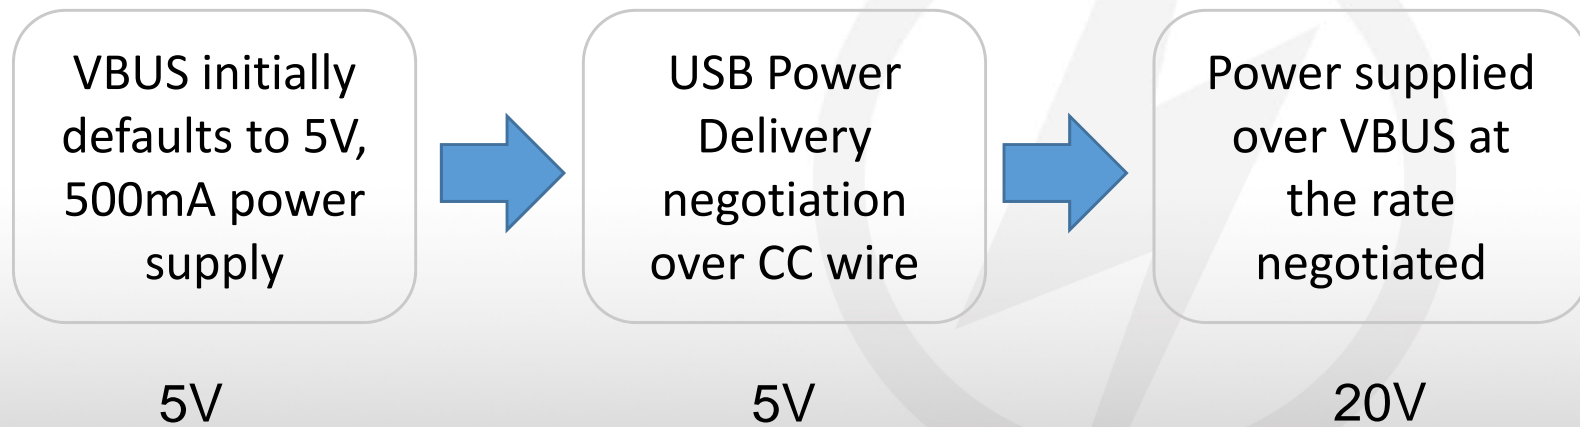 VBUS initially
defaults to 5V,
500mA power
supply
USB Power
Delivery
negotiation
over CC wire
Power supplied
over VBUS at
the rate
negotiated
5V
5V
20V